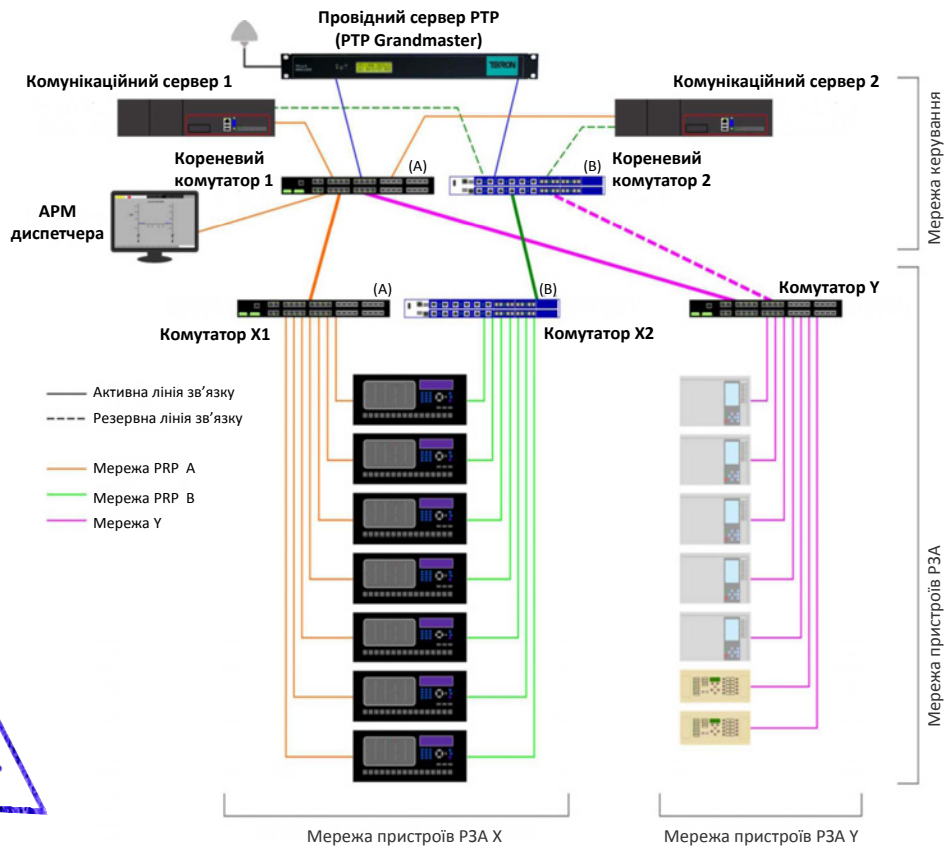 Провідний сервер PTP
(PTP Grandmaster)
TEKRON
Комунікаційний сервер 1
Комунікаційний сервер 2
Кореневий
комутатор 1
(A)
(B)
Кореневий
комутатор 2
АРМ
диспетчера
Мережа керування
(A)
(B)
Комутатор Y
Комутатор X1
Комутатор X2
Активна лінія зв’язку
Резервна лінія зв’язку
Мережа PRP A
Мережа PRP B
Мережа Y
Мережа пристроїв РЗА
Мережа пристроїв РЗА X
Мережа пристроїв РЗА Y